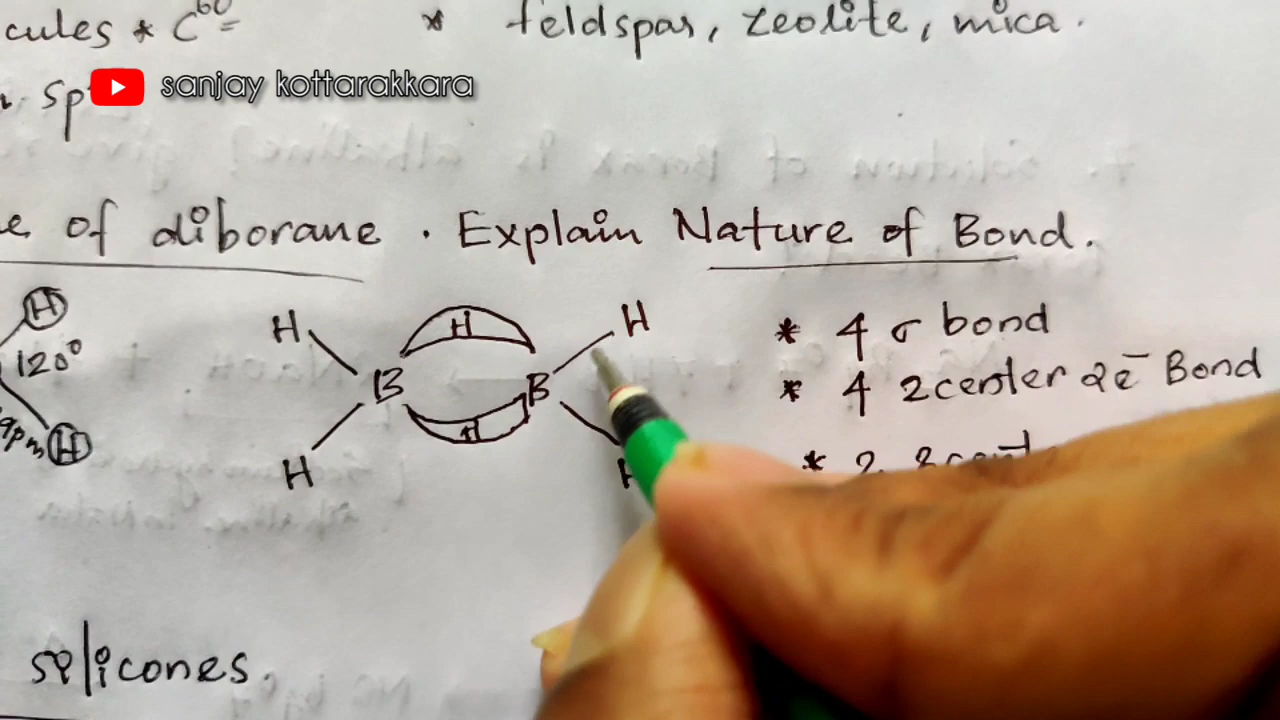 cules * C60
* feldspar, zeolite, mica.
sanjay kottarakkara
of diborane. Explain Nature of Bond.
H
120°
H
H H H
B B
H H
* 4 σ bond
* 4 2center 2e⁻ Bond
* 2
silicones.